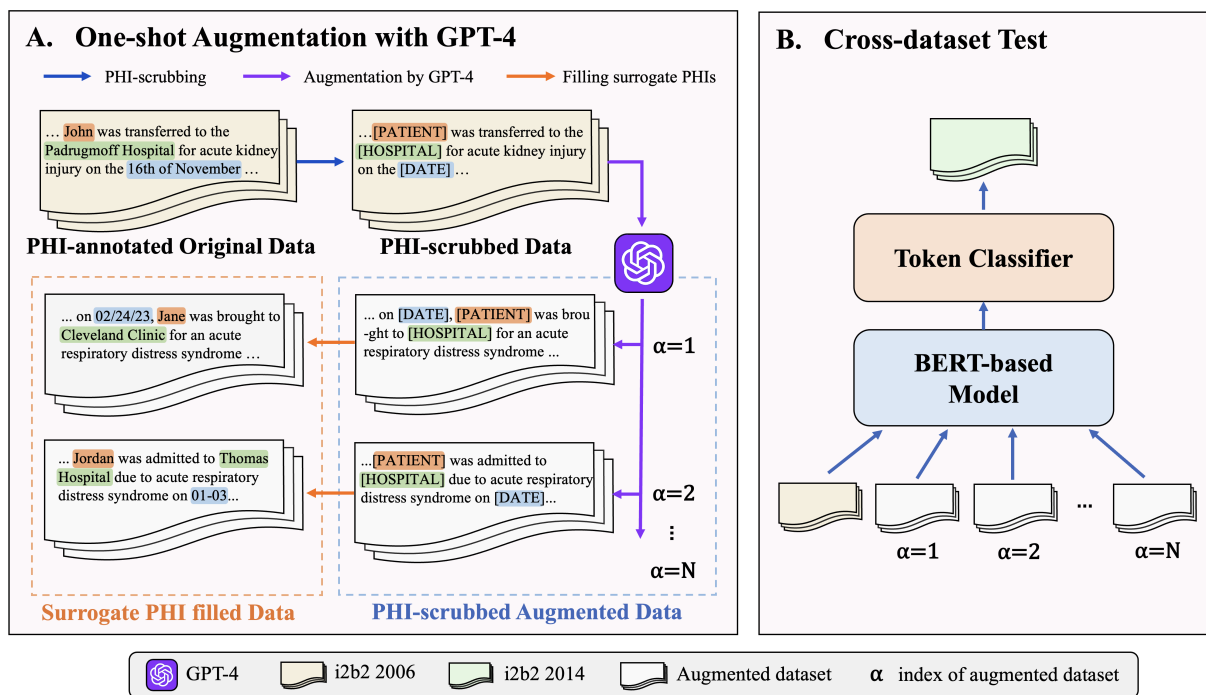 A. One-shot Augmentation with GPT-4
PHI-scrubbing
Augmentation by GPT-4
Filling surrogate PHIs
… John was transferred to the
Padrugmoff Hospital for acute kidney
injury on the 16th of November …
PHI-annotated Original Data
…[PATIENT] was transferred to the
[HOSPITAL] for acute kidney injury
on the [DATE] …
PHI-scrubbed Data
... on 02/24/23, Jane was brought to
Cleveland Clinic for an acute
respiratory distress syndrome …
... on [DATE], [PATIENT] was brou
-ght to [HOSPITAL] for an acute
respiratory distress syndrome ...
α=1
... Jordan was admitted to Thomas
Hospital due to acute respiratory
distress syndrome on 01-03...
...[PATIENT] was admitted to
[HOSPITAL] due to acute respiratory
distress syndrome on [DATE]...
α=2
⋮
α=N
Surrogate PHI filled Data
PHI-scrubbed Augmented Data
B. Cross-dataset Test
Token Classifier
BERT-based
Model
...
α=1
α=2
α=N
GPT-4
i2b2 2006
i2b2 2014
Augmented dataset
α index of augmented dataset